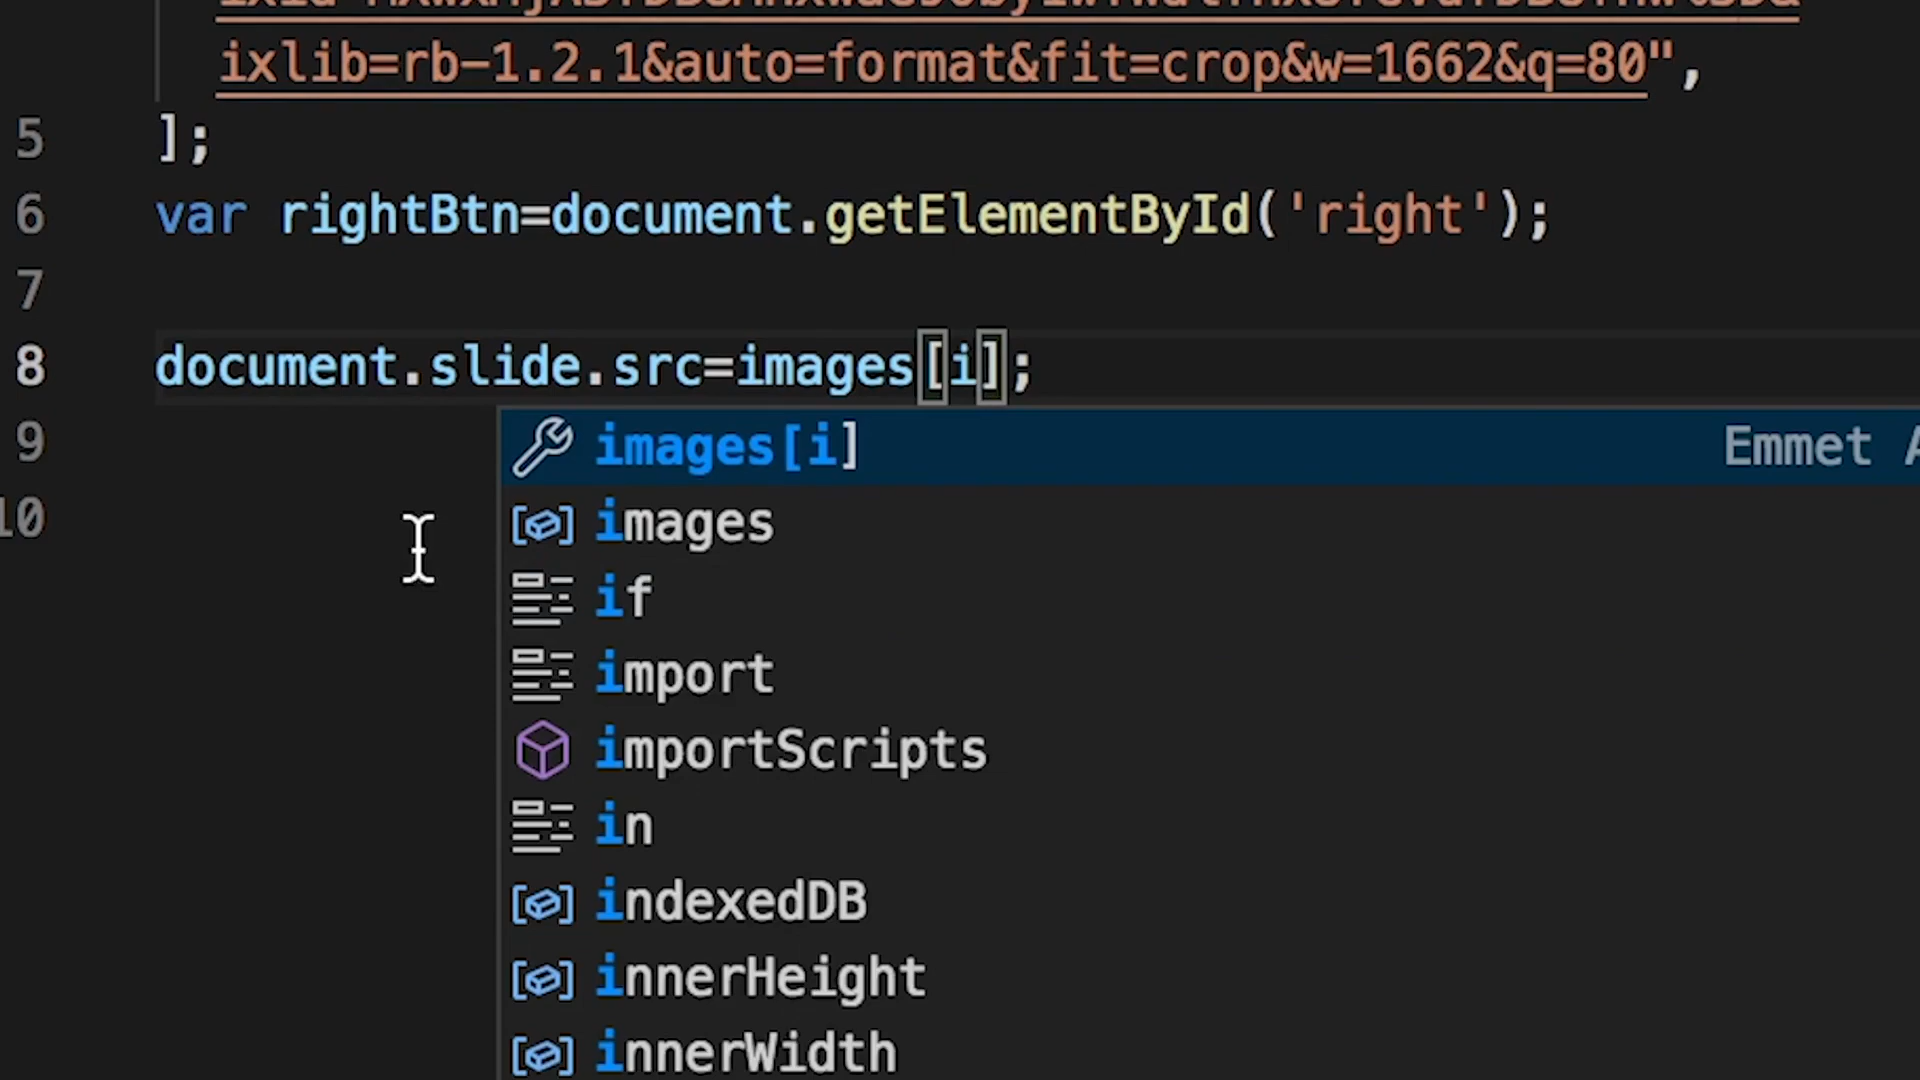 ixlib=rb-1.2.1&auto=format&fit=crop&w=1662&q=80",
5 ];
6 var rightBtn=document.getElementById('right');
7
8 document.slide.src=images[i];
9
10
images[i] Emmet A
images
if
import
importScripts
in
indexedDB
innerHeight
innerWidth